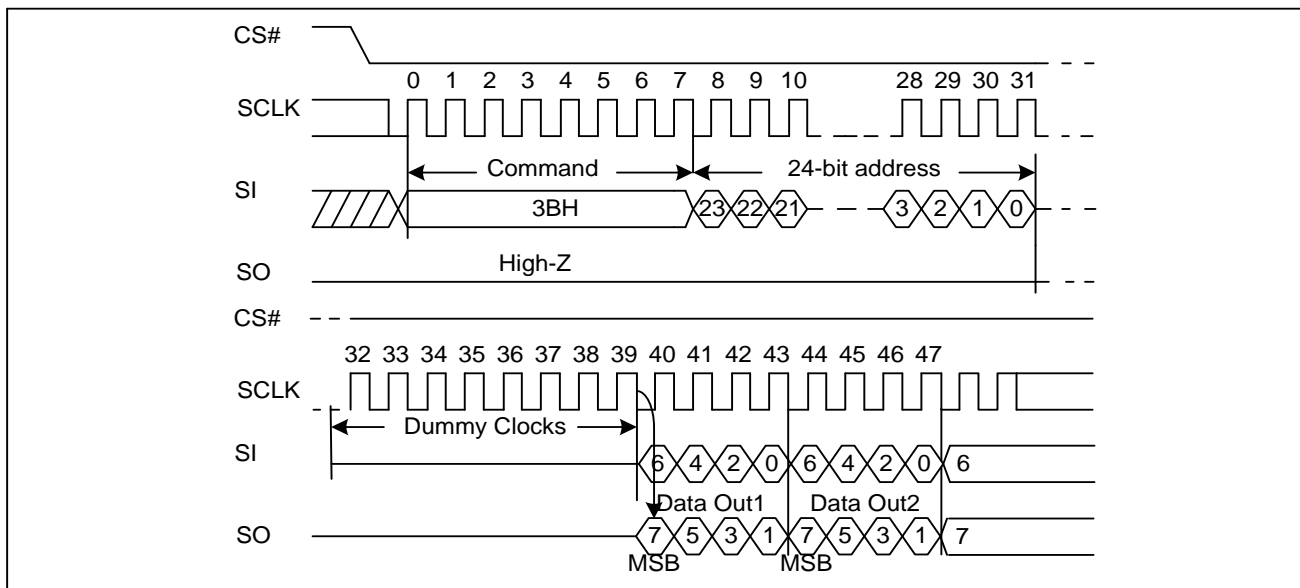 CS#
0 1 2 3 4 5 6 7 8 9 10 28 29 30 31
SCLK
Command 24-bit address
SI
3BH 23 22 21 3 2 1 0
High-Z
SO
CS#
32 33 34 35 36 37 38 39 40 41 42 43 44 45 46 47
SCLK
Dummy Clocks
SI
6 4 2 0 6 4 2 0 6
Data Out1 Data Out2
SO
7 5 3 1 7 5 3 1 7
MSB MSB